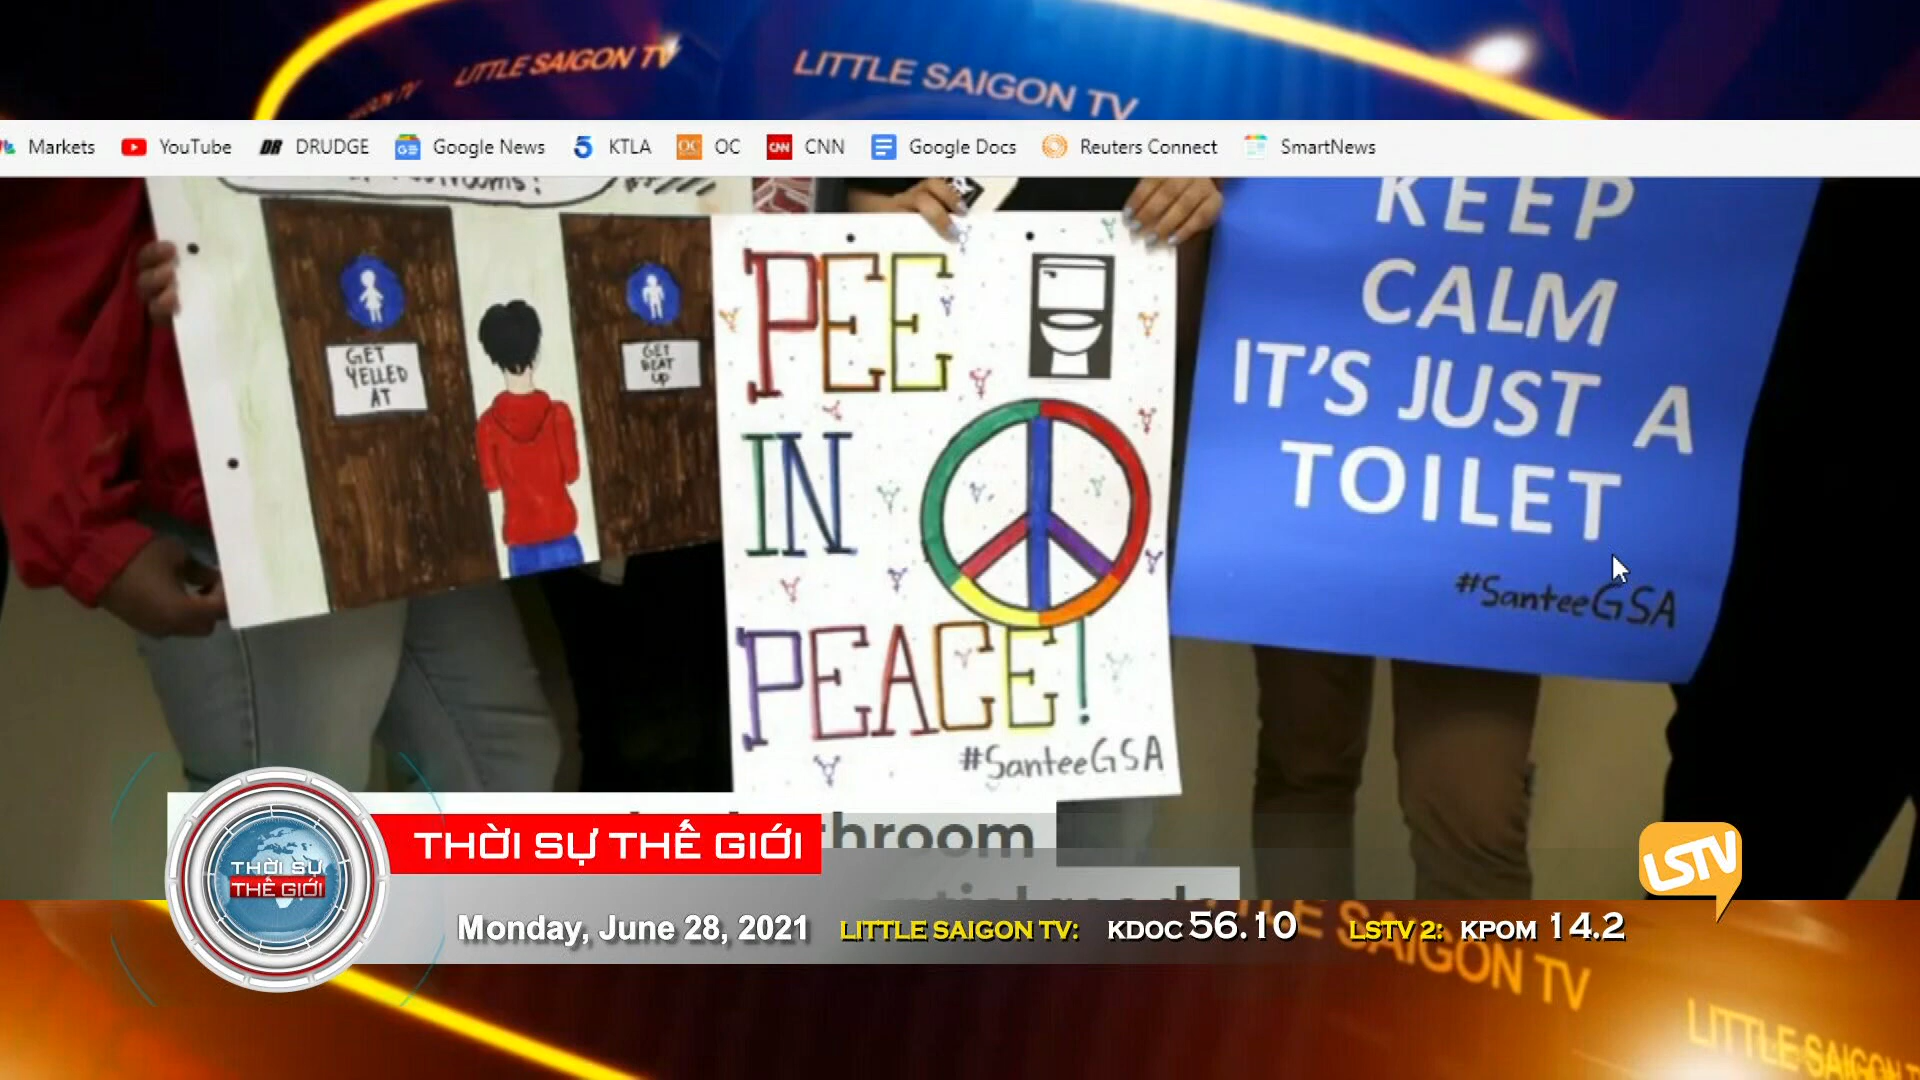 LITTLE SAIGON TV
LITTLE SAIGON TV
SAIGON TV
Markets YouTube DRUDGE Google News KTLA OC CNN Google Docs Reuters Connect SmartNews
GET
YELLED
AT
GET
BEAT
UP
PEE
IN
PEACE!
#SanteeGSA
KEEP
CALM
IT'S JUST A
TOILET
#SanteeGSA
THỜI SỰ
THẾ GIỚI
THỜI SỰ THẾ GIỚI
LSTV
Monday, June 28, 2021 LITTLE SAIGON TV: KDOC 56.10 LSTV 2: KPOM 14.2
SAIGON TV
LITTLE SAIGON T